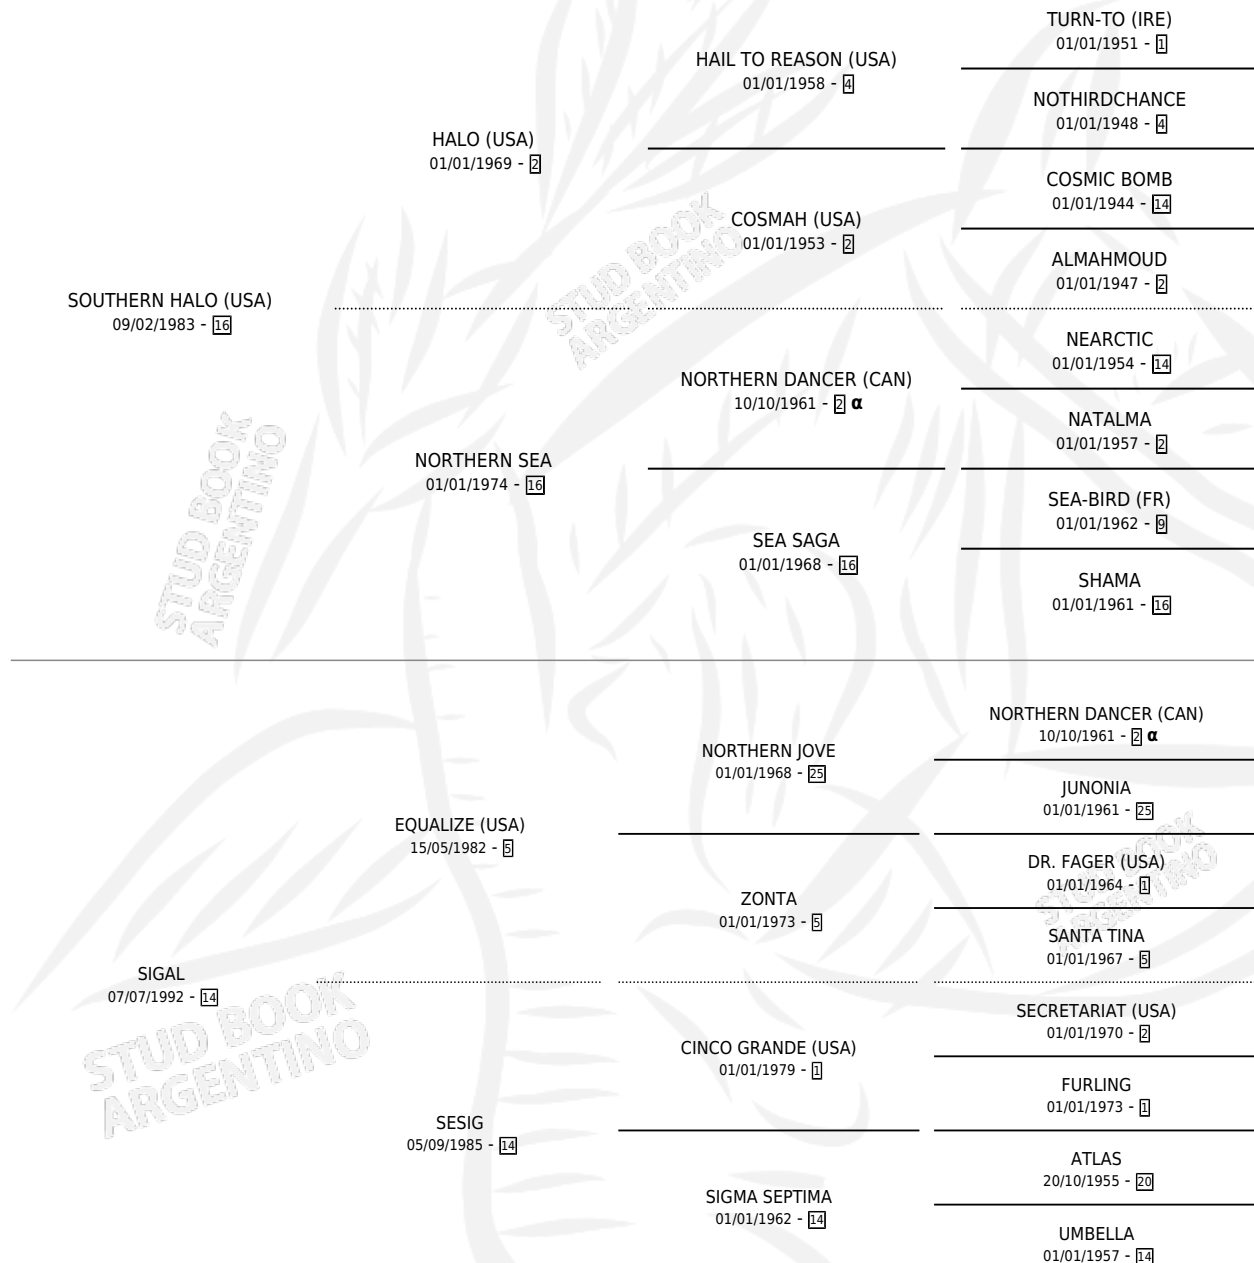 TURN-TO (IRE)
01/01/1951 - 1
HAIL TO REASON (USA)
01/01/1958 - 4
NOTHIRDCHANCE
01/01/1948 - 4
HALO (USA)
01/01/1969 - 2
COSMIC BOMB
01/01/1944 - 14
COSMAH (USA)
01/01/1953 - 2
ALMAHMOUD
01/01/1947 - 2
STUD BOOK
ARGENTINO
SOUTHERN HALO (USA)
09/02/1983 - 16
NEARCTIC
01/01/1954 - 14
NORTHERN DANCER (CAN)
10/10/1961 - 2 α
NATALMA
01/01/1957 - 2
NORTHERN SEA
01/01/1974 - 16
SEA-BIRD (FR)
01/01/1962 - 9
SEA SAGA
01/01/1968 - 16
SHAMA
01/01/1961 - 16
STUD BOOK
ARGENTINO
NORTHERN DANCER (CAN)
10/10/1961 - 2 α
NORTHERN JOVE
01/01/1968 - 25
JUNONIA
01/01/1961 - 25
EQUALIZE (USA)
15/05/1982 - 5
DR. FAGER (USA)
01/01/1964 - 1
ZONTA
01/01/1973 - 5
SANTA TINA
01/01/1967 - 5
STUD BOOK
ARGENTINO
SIGAL
07/07/1992 - 14
SECRETARIAT (USA)
01/01/1970 - 2
CINCO GRANDE (USA)
01/01/1979 - 1
FURLING
01/01/1973 - 1
STUD BOOK
ARGENTINO
SESIG
05/09/1985 - 14
ATLAS
20/10/1955 - 20
SIGMA SEPTIMA
01/01/1962 - 14
UMBELLA
01/01/1957 - 14